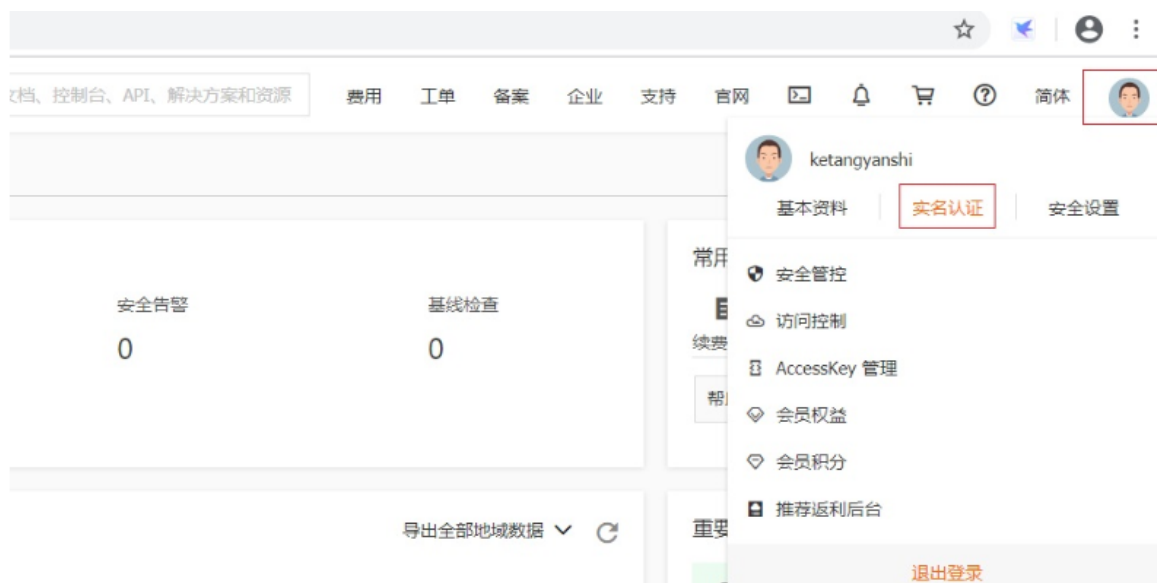 文档、控制台、API、解决方案和资源 费用 工单 备案 企业 支持 官网 简体
ketangyanshi
基本资料 实名认证 安全设置
安全告警 基线检查
0 0
常用
续费
帮
安全管控
访问控制
AccessKey 管理
会员权益
会员积分
推荐返利后台
导出全部地域数据
重要
退出登录